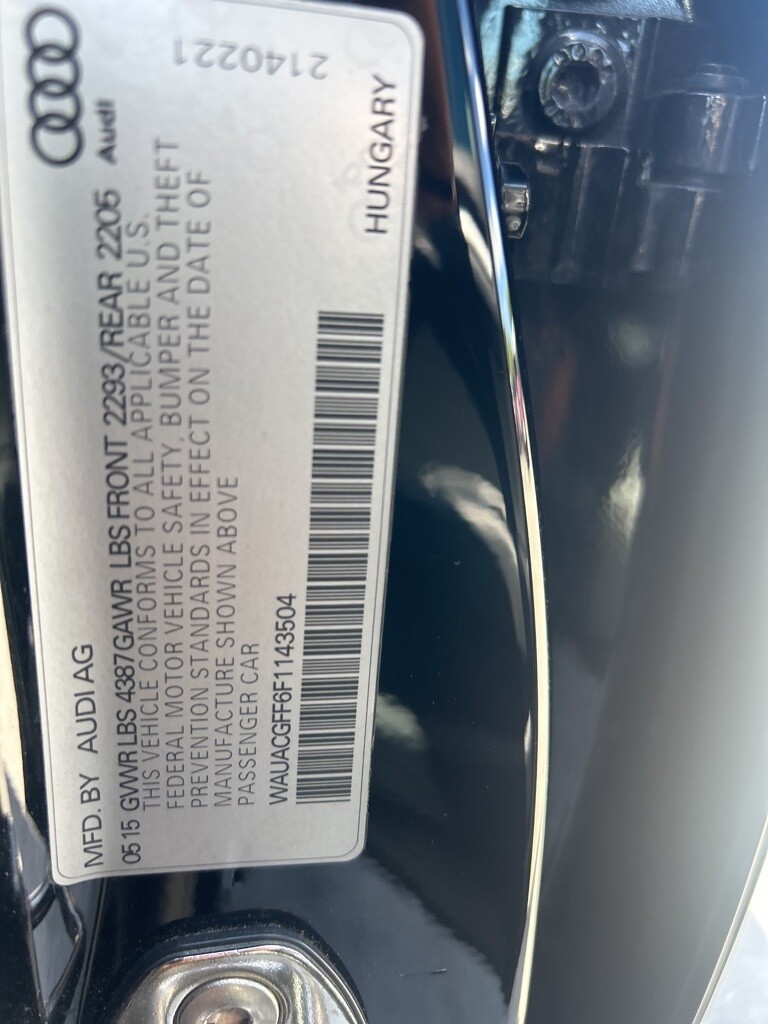 MFD. BY AUDI AG
Audi
0515 GVWR LBS 4387 GAWR LBS FRONT 2293/REAR 2205
THIS VEHICLE CONFORMS TO ALL APPLICABLE U.S.
FEDERAL MOTOR VEHICLE SAFETY, BUMPER AND THEFT
PREVENTION STANDARDS IN EFFECT ON THE DATE OF
MANUFACTURE SHOWN ABOVE
PASSENGER CAR
WAUACGFF6F1143504
HUNGARY
2140221